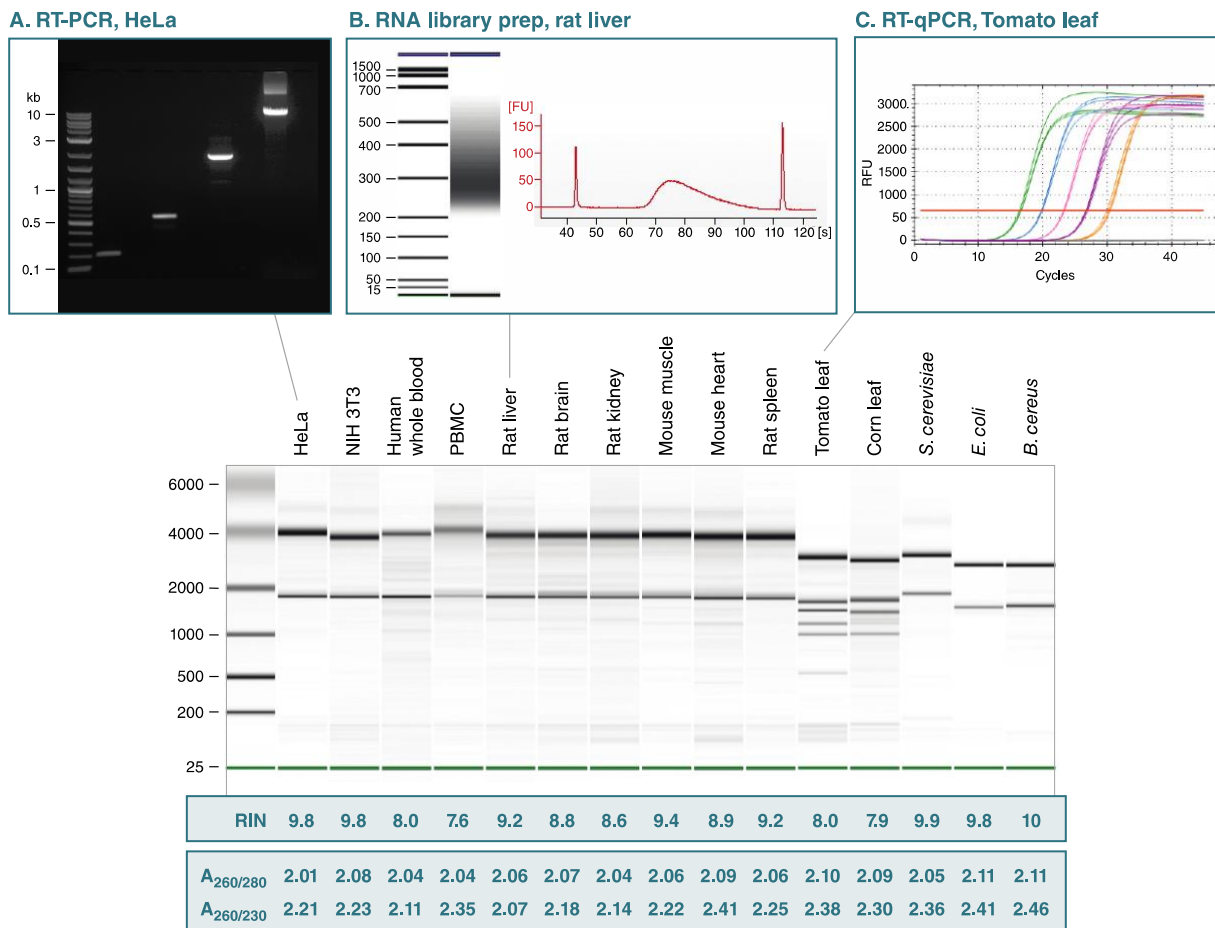 A. RT-PCR, HeLa
kb
10
3
1
0.5
0.1
B. RNA library prep, rat liver
1500
1000
700
500
400
300
200
150
100
50
15
[FU]
150
100
50
0
40 50 60 70 80 90 100 110 120 [s]
C. RT-qPCR, Tomato leaf
RFU
3000
2500
2000
1500
1000
50
0
0 10 20 30 40
Cycles
HeLa
NIH 3T3
Human
whole blood
PBMC
Rat liver
Rat brain
Rat kidney
Mouse muscle
Mouse heart
Rat spleen
Tomato leaf
Corn leaf
S. cerevisiae
E. coli
B. cereus
6000
4000
2000
1000
500
200
25
RIN 9.8 9.8 8.0 7.6 9.2 8.8 8.6 9.4 8.9 9.2 8.0 7.9 9.9 9.8 10
A260/280 2.01 2.08 2.04 2.04 2.06 2.07 2.04 2.06 2.09 2.06 2.10 2.09 2.05 2.11 2.11
A260/230 2.21 2.23 2.11 2.35 2.07 2.18 2.14 2.22 2.41 2.25 2.38 2.30 2.36 2.41 2.46